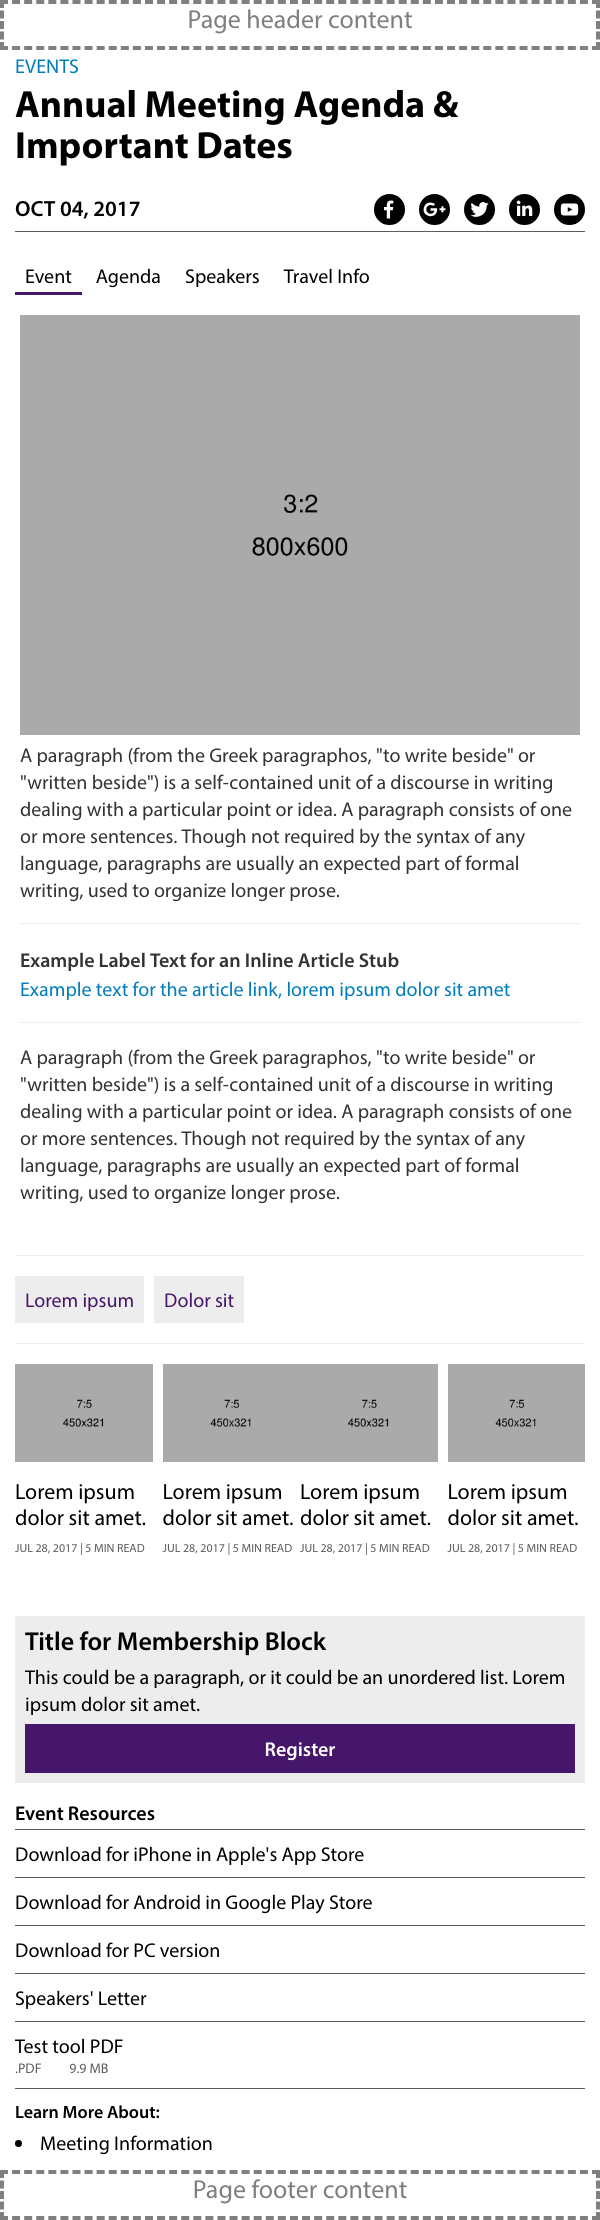 Page header content
EVENTS
Annual Meeting Agenda &
Important Dates
OCT 04, 2017
Event Agenda Speakers Travel Info
3:2
800x600
A paragraph (from the Greek paragraphos, "to write beside" or
"written beside") is a self-contained unit of a discourse in writing
dealing with a particular point or idea. A paragraph consists of one
or more sentences. Though not required by the syntax of any
language, paragraphs are usually an expected part of formal
writing, used to organize longer prose.
Example Label Text for an Inline Article Stub
Example text for the article link, lorem ipsum dolor sit amet
A paragraph (from the Greek paragraphos, "to write beside" or
"written beside") is a self-contained unit of a discourse in writing
dealing with a particular point or idea. A paragraph consists of one
or more sentences. Though not required by the syntax of any
language, paragraphs are usually an expected part of formal
writing, used to organize longer prose.
Lorem ipsum Dolor sit
7:5
450x321
Lorem ipsum
dolor sit amet.
JUL 28, 2017 | 5 MIN READ
7:5
450x321
Lorem ipsum
dolor sit amet.
JUL 28, 2017 | 5 MIN READ
7:5
450x321
Lorem ipsum
dolor sit amet.
JUL 28, 2017 | 5 MIN READ
7:5
450x321
Lorem ipsum
dolor sit amet.
JUL 28, 2017 | 5 MIN READ
Title for Membership Block
This could be a paragraph, or it could be an unordered list. Lorem
ipsum dolor sit amet.
Register
Event Resources
Download for iPhone in Apple's App Store
Download for Android in Google Play Store
Download for PC version
Speakers' Letter
Test tool PDF
.PDF 9.9 MB
Learn More About:
• Meeting Information
Page footer content